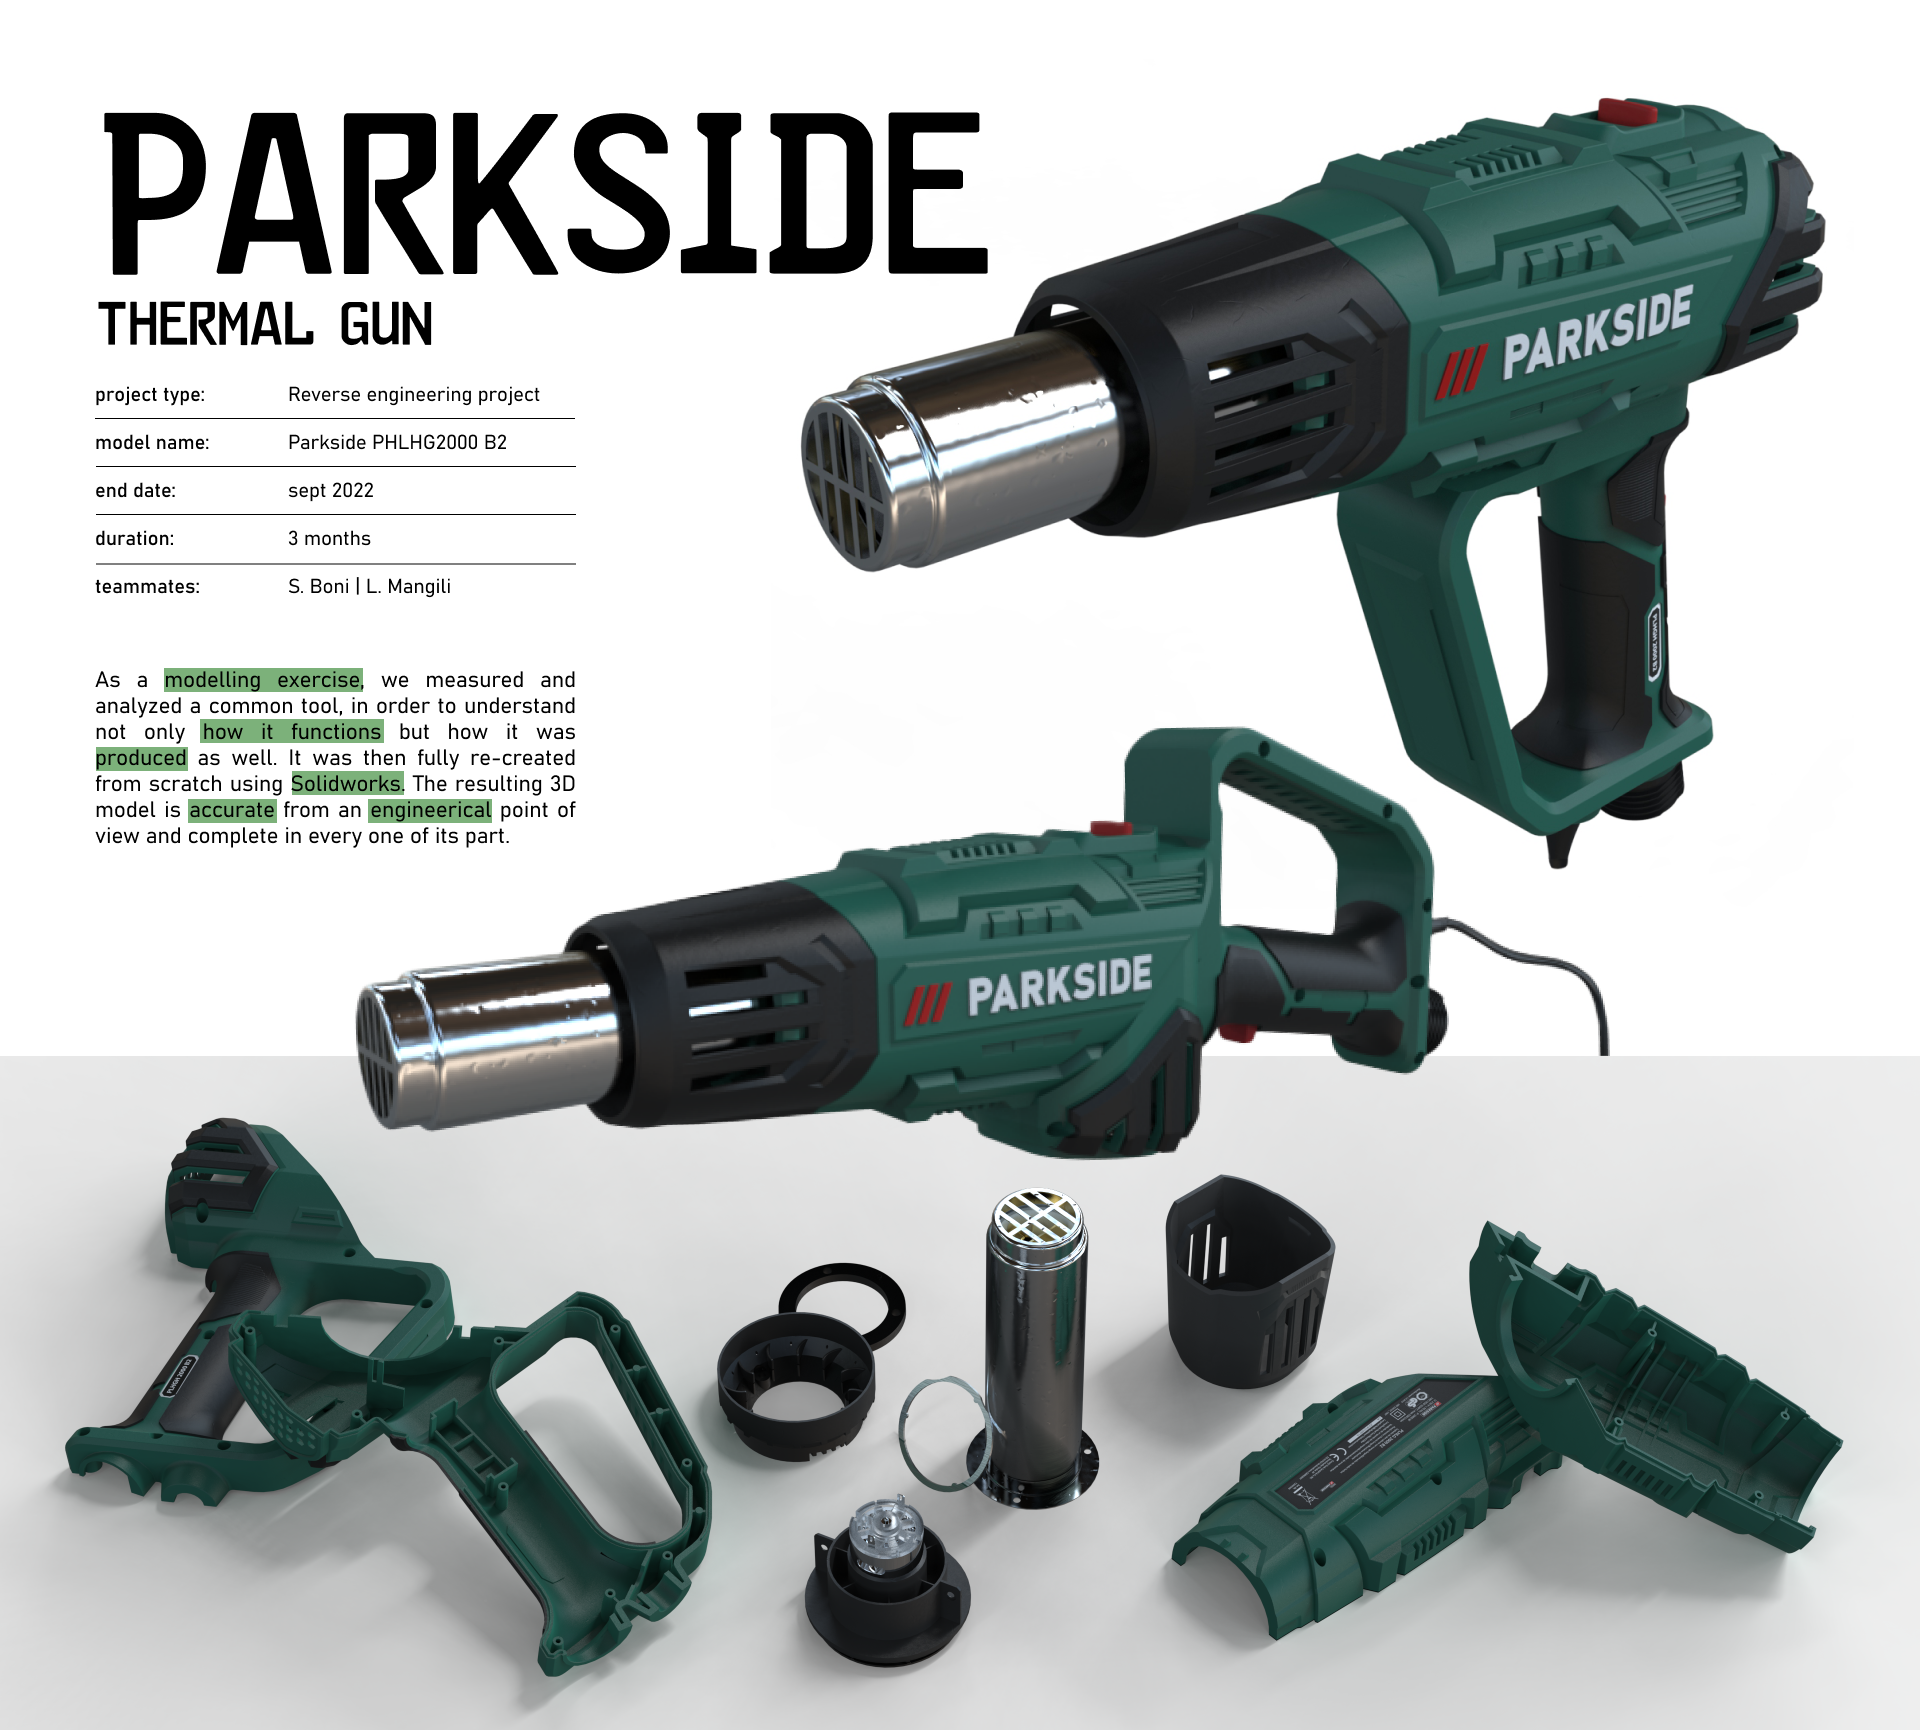 PARKSIDE
THERMAL GUN
project type: Reverse engineering project
model name: Parkside PHLHG2000 B2
end date: sept 2022
duration: 3 months
teammates: S. Boni | L. Mangili
As a modelling exercise, we measured and
analyzed a common tool, in order to understand
not only how it functions but how it was
produced as well. It was then fully re-created
from scratch using Solidworks. The resulting 3D
model is accurate from an engineerical point of
view and complete in every one of its part.
/// PARKSIDE
/// PARKSIDE